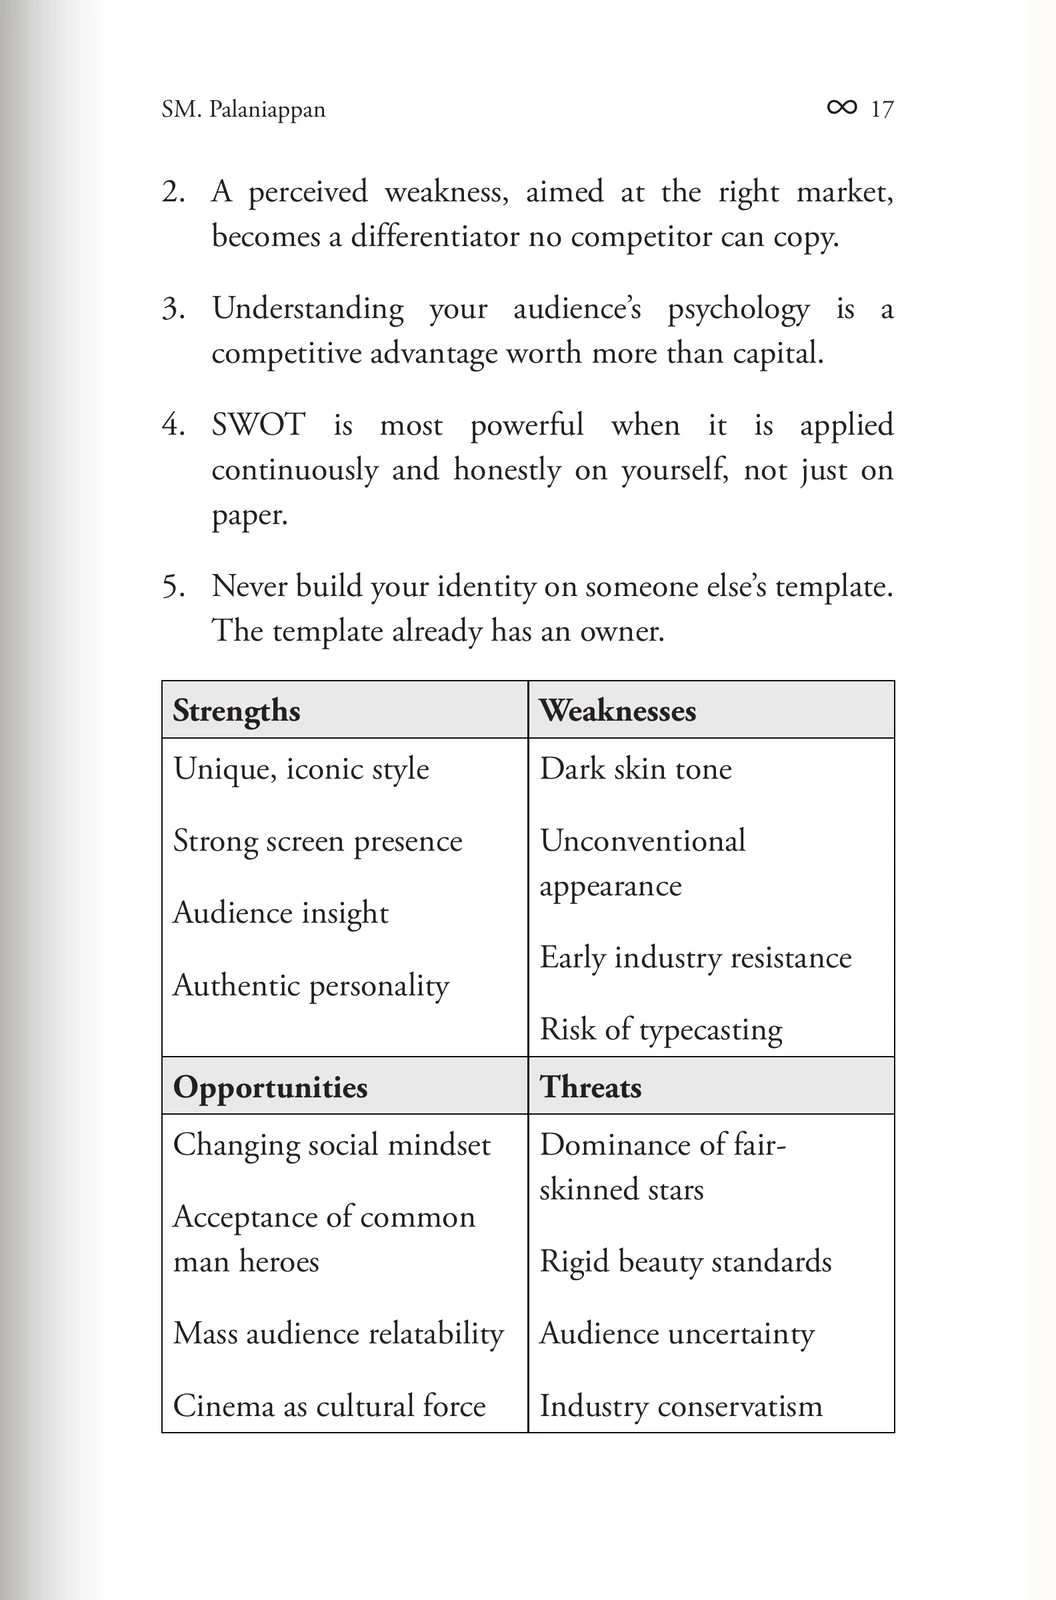 SM. Palaniappan ∞ 17
2. A perceived weakness, aimed at the right market,
becomes a differentiator no competitor can copy.
3. Understanding your audience’s psychology is a
competitive advantage worth more than capital.
4. SWOT is most powerful when it is applied
continuously and honestly on yourself, not just on
paper.
5. Never build your identity on someone else’s template.
The template already has an owner.
Strengths Weaknesses
Unique, iconic style Dark skin tone
Strong screen presence Unconventional
appearance
Audience insight
Early industry resistance
Authentic personality
Risk of typecasting
Opportunities Threats
Changing social mindset Dominance of fair-
skinned stars
Acceptance of common
man heroes Rigid beauty standards
Mass audience relatability Audience uncertainty
Cinema as cultural force Industry conservatism